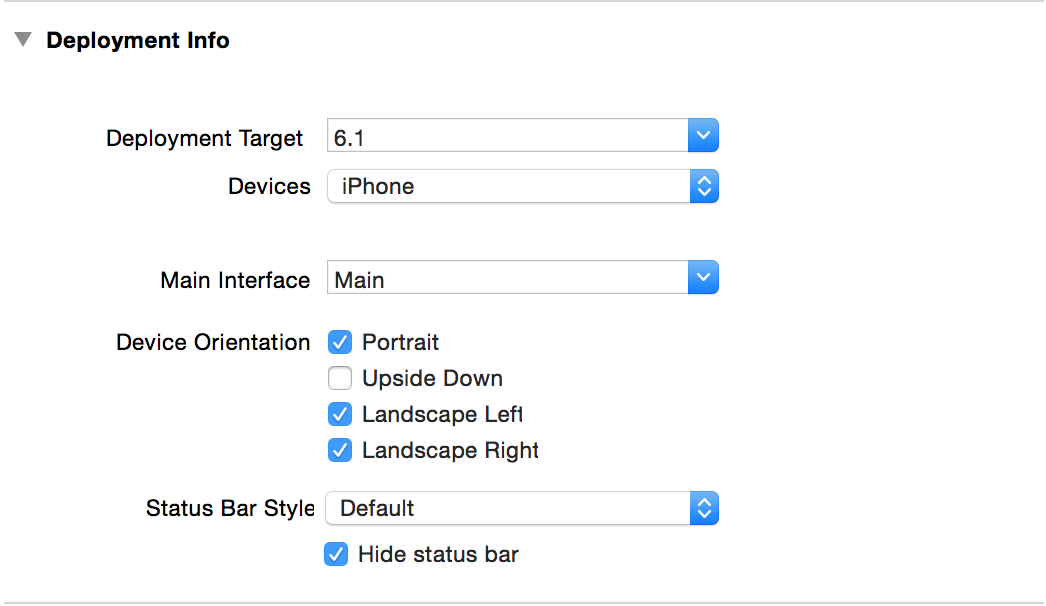 Deployment Info
Deployment Target 6.1
Devices iPhone
Main Interface Main
Device Orientation Portrait
Upside Down
Landscape Left
Landscape Right
Status Bar Style Default
Hide status bar